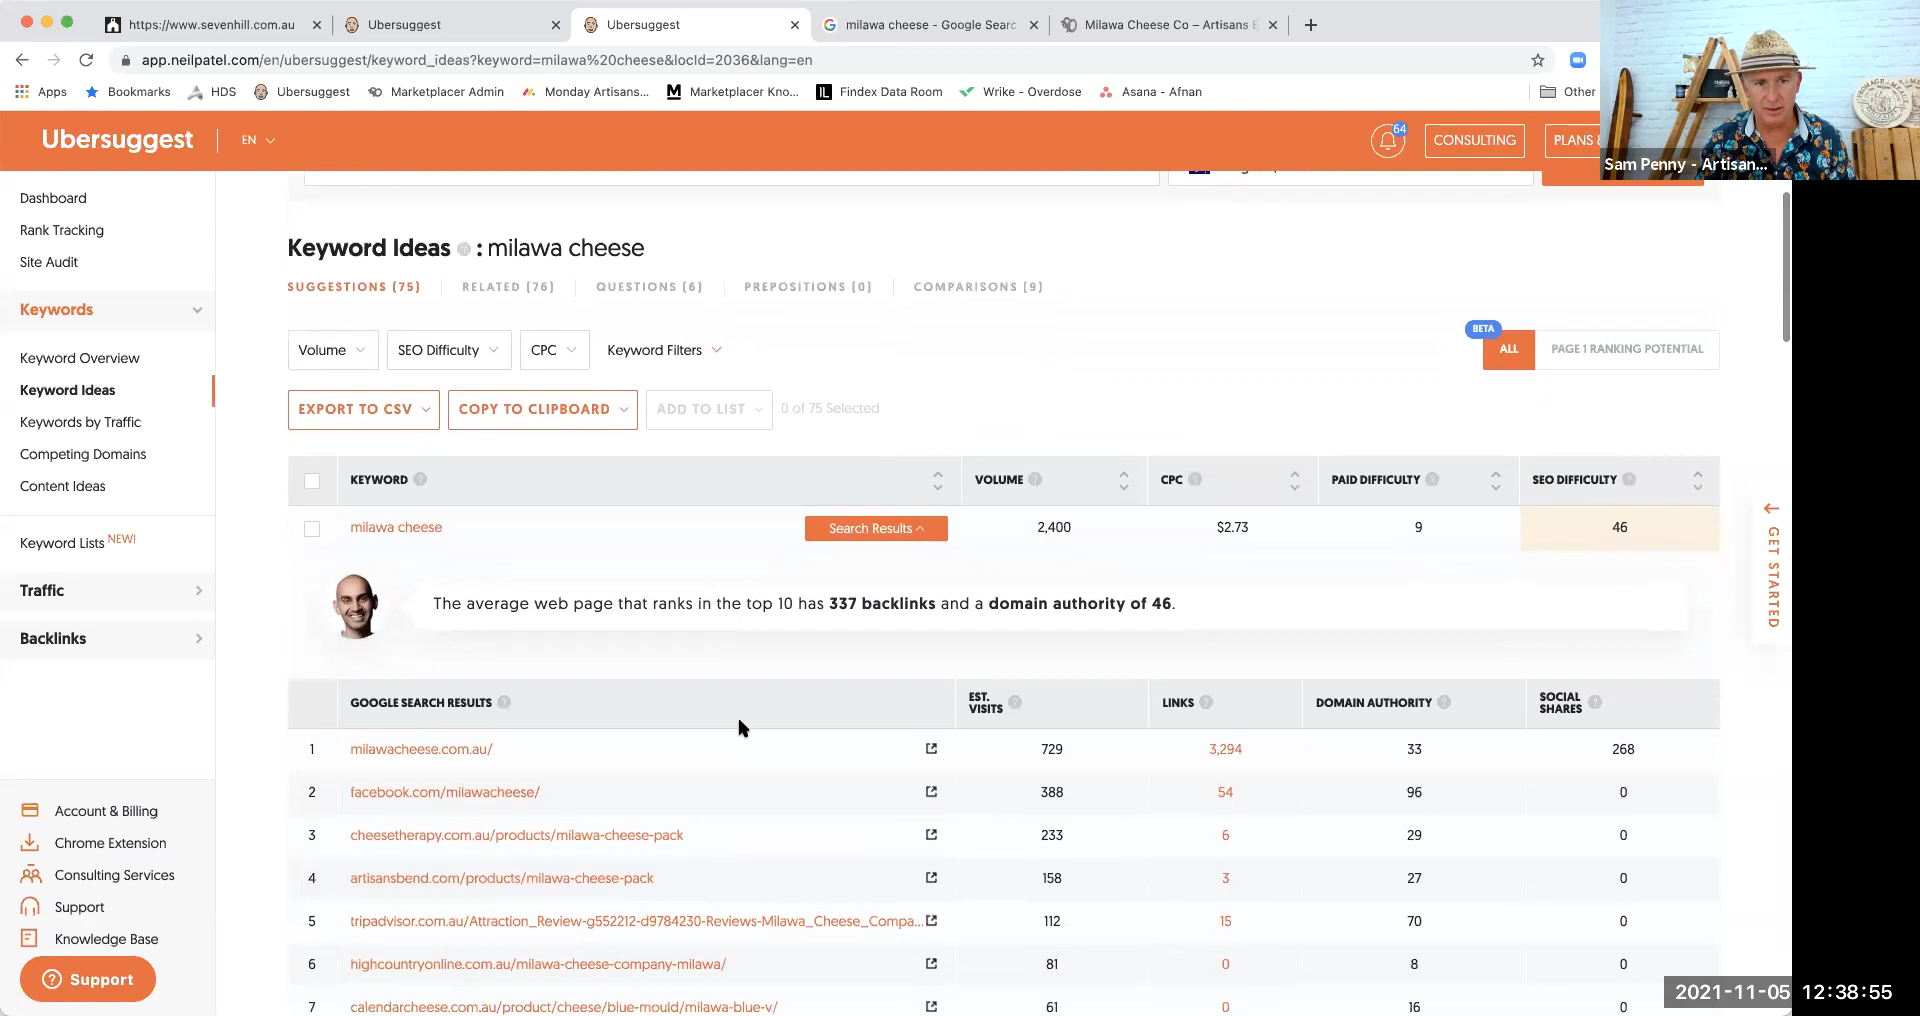 https://www.sevenhill.com.au
Ubersuggest
Ubersuggest
milawa cheese - Google Searc
Milawa Cheese Co – Artisans B
app.neilpatel.com/en/ubersuggest/keyword_ideas?keyword=milawa%20cheese&locId=2036&lang=en
Apps Bookmarks HDS Ubersuggest Marketplacer Admin Monday Artisans... Marketplacer Kno... Findex Data Room Wrike - Overdose Asana - Afnan Other
Ubersuggest EN 64 CONSULTING PLANS &
Sam Penny - Artisan...
Dashboard
Rank Tracking
Site Audit
Keywords
Keyword Overview
Keyword Ideas
Keywords by Traffic
Competing Domains
Content Ideas
Keyword Lists NEW!
Traffic
Backlinks
Account & Billing
Chrome Extension
Consulting Services
Support
Knowledge Base
Support
Keyword Ideas : milawa cheese
SUGGESTIONS (75) RELATED (76) QUESTIONS (6) PREPOSITIONS (0) COMPARISONS (9)
Volume SEO Difficulty CPC Keyword Filters
BETA
ALL PAGE 1 RANKING POTENTIAL
EXPORT TO CSV COPY TO CLIPBOARD ADD TO LIST 0 of 75 Selected
KEYWORD VOLUME CPC PAID DIFFICULTY SEO DIFFICULTY
milawa cheese Search Results 2,400 $2.73 9 46
The average web page that ranks in the top 10 has 337 backlinks and a domain authority of 46.
GET STARTED
GOOGLE SEARCH RESULTS EST. VISITS LINKS DOMAIN AUTHORITY SOCIAL SHARES
1 milawacheese.com.au/ 729 3,294 33 268
2 facebook.com/milawacheese/ 388 54 96 0
3 cheesetherapy.com.au/products/milawa-cheese-pack 233 6 29 0
4 artisansbend.com/products/milawa-cheese-pack 158 3 27 0
5 tripadvisor.com.au/Attraction_Review-g552212-d9784230-Reviews-Milawa_Cheese_Compa... 112 15 70 0
6 highcountryonline.com.au/milawa-cheese-company-milawa/ 81 0 8 0
7 calendarcheese.com.au/product/cheese/blue-mould/milawa-blue-v/ 61 0 16 0
2021-11-05 12:38:55